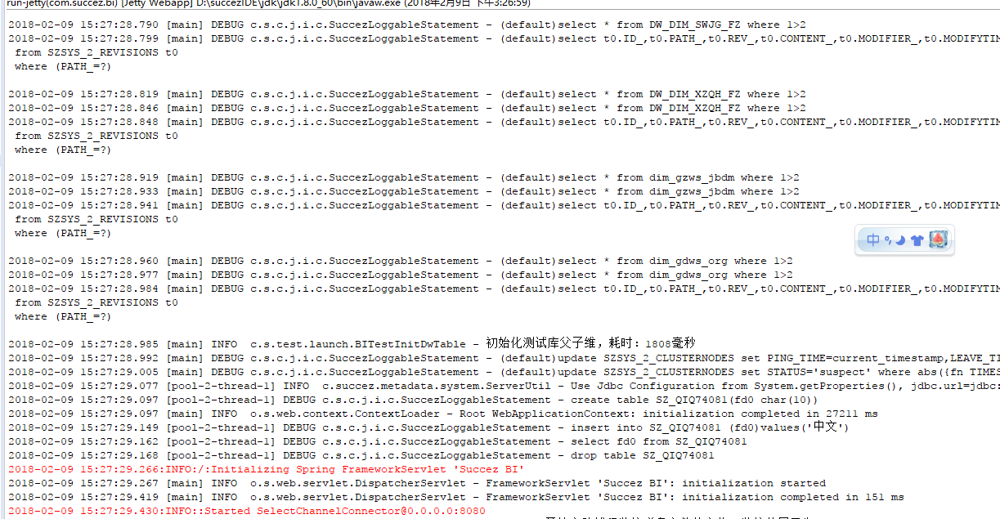 run-jetty(com.succez.bi) [Jetty Webapp] D:\succezIDE\jdk\jdk1.8.0_60\bin\javaw.exe (2018年2月9日 下午3:26:59)
2018-02-09 15:27:28.790 [main] DEBUG c.s.c.j.i.c.SuccezLoggableStatement - (default)select * from DW_DIM_SWJG_FZ where 1>2
2018-02-09 15:27:28.799 [main] DEBUG c.s.c.j.i.c.SuccezLoggableStatement - (default)select t0.ID_,t0.PATH_,t0.REV_,t0.CONTENT_,t0.MODIFIER_,t0.MODIFYTIM
from SZSYS_2_REVISIONS t0
where (PATH_=?)
2018-02-09 15:27:28.819 [main] DEBUG c.s.c.j.i.c.SuccezLoggableStatement - (default)select * from DW_DIM_XZQH_FZ where 1>2
2018-02-09 15:27:28.846 [main] DEBUG c.s.c.j.i.c.SuccezLoggableStatement - (default)select * from DW_DIM_XZQH_FZ where 1>2
2018-02-09 15:27:28.848 [main] DEBUG c.s.c.j.i.c.SuccezLoggableStatement - (default)select t0.ID_,t0.PATH_,t0.REV_,t0.CONTENT_,t0.MODIFIER_,t0.MODIFYTIM
from SZSYS_2_REVISIONS t0
where (PATH_=?)
2018-02-09 15:27:28.919 [main] DEBUG c.s.c.j.i.c.SuccezLoggableStatement - (default)select * from dim_gzws_jbdm where 1>2
2018-02-09 15:27:28.933 [main] DEBUG c.s.c.j.i.c.SuccezLoggableStatement - (default)select * from dim_gzws_jbdm where 1>2
2018-02-09 15:27:28.941 [main] DEBUG c.s.c.j.i.c.SuccezLoggableStatement - (default)select t0.ID_,t0.PATH_,t0.REV_,t0.CONTENT_,t0.MODIFIER_,t0.MODIFYTIM
from SZSYS_2_REVISIONS t0
where (PATH_=?)
中
2018-02-09 15:27:28.960 [main] DEBUG c.s.c.j.i.c.SuccezLoggableStatement - (default)select * from dim_gdws_org where 1>2
2018-02-09 15:27:28.977 [main] DEBUG c.s.c.j.i.c.SuccezLoggableStatement - (default)select * from dim_gdws_org where 1>2
2018-02-09 15:27:28.984 [main] DEBUG c.s.c.j.i.c.SuccezLoggableStatement - (default)select t0.ID_,t0.PATH_,t0.REV_,t0.CONTENT_,t0.MODIFIER_,t0.MODIFYTIM
from SZSYS_2_REVISIONS t0
where (PATH_=?)
2018-02-09 15:27:28.985 [main] INFO  c.s.test.launch.BITestInitDwTable - 初始化测试库父子维，耗时：1808毫秒
2018-02-09 15:27:28.992 [main] DEBUG c.s.c.j.i.c.SuccezLoggableStatement - (default)update SZSYS_2_CLUSTERNODES set PING_TIME=current_timestamp,LEAVE_TI
2018-02-09 15:27:29.005 [main] DEBUG c.s.c.j.i.c.SuccezLoggableStatement - (default)update SZSYS_2_CLUSTERNODES set STATUS='suspect' where abs({fn TIMES
2018-02-09 15:27:29.077 [pool-2-thread-1] INFO  c.succez.metadata.system.ServerUtil - Use Jdbc Configuration from System.getProperties(), jdbc.url=jdbc:
2018-02-09 15:27:29.097 [pool-2-thread-1] DEBUG c.s.c.j.i.c.SuccezLoggableStatement - create table SZ_QIQ74081(fd0 char(10))
2018-02-09 15:27:29.097 [main] INFO  o.s.web.context.ContextLoader - Root WebApplicationContext: initialization completed in 27211 ms
2018-02-09 15:27:29.149 [pool-2-thread-1] DEBUG c.s.c.j.i.c.SuccezLoggableStatement - insert into SZ_QIQ74081 (fd0)values('中文')
2018-02-09 15:27:29.162 [pool-2-thread-1] DEBUG c.s.c.j.i.c.SuccezLoggableStatement - select fd0 from SZ_QIQ74081
2018-02-09 15:27:29.168 [pool-2-thread-1] DEBUG c.s.c.j.i.c.SuccezLoggableStatement - drop table SZ_QIQ74081
2018-02-09 15:27:29.266:INFO:/:Initializing Spring FrameworkServlet 'Succez BI'
2018-02-09 15:27:29.267 [main] INFO  o.s.web.servlet.DispatcherServlet - FrameworkServlet 'Succez BI': initialization started
2018-02-09 15:27:29.419 [main] INFO  o.s.web.servlet.DispatcherServlet - FrameworkServlet 'Succez BI': initialization completed in 151 ms
2018-02-09 15:27:29.430:INFO::Started SelectChannelConnector@0.0.0.0:8080